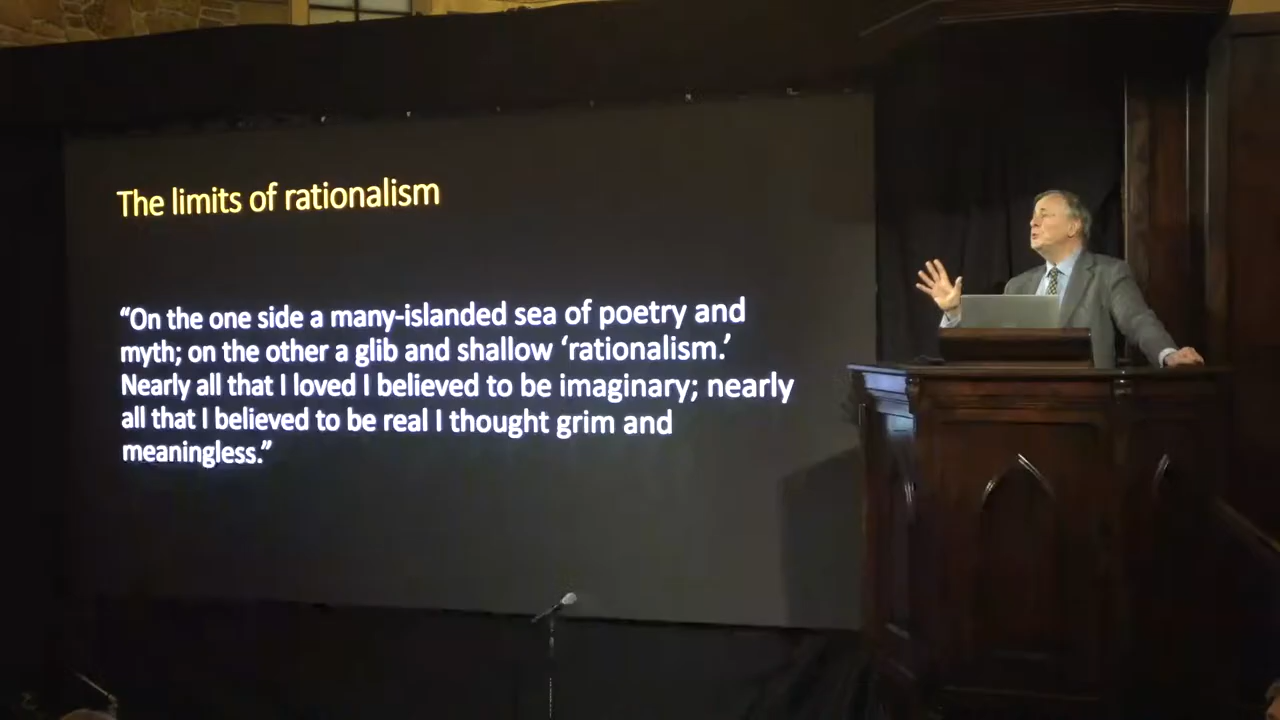 The limits of rationalism
“On the one side a many-islanded sea of poetry and
myth; on the other a glib and shallow ‘rationalism.’
Nearly all that I loved I believed to be imaginary; nearly
all that I believed to be real I thought grim and
meaningless.”